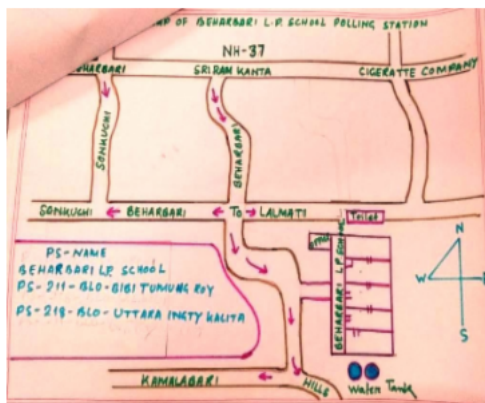 MAP OF BEHARBARI L.P. SCHOOL POLLING STATION
NH-37
BEHARBARI SRIRAM KANTA CIGERATTE COMPANY
SONKUCHI
BEHARBARI
SONKUCHI BEHARBARI TO LALMATI
Toilet
BEHARBARI L.P. SCHOOL
PS-NAME
BEHARBARI L.P. SCHOOL
PS-211-BLO-BIBI TUMUNG ROY
PS-218-BLO-UTTARA INGTY KALITA
N
W
S
KAMALABARI
HILLS
Water Tank